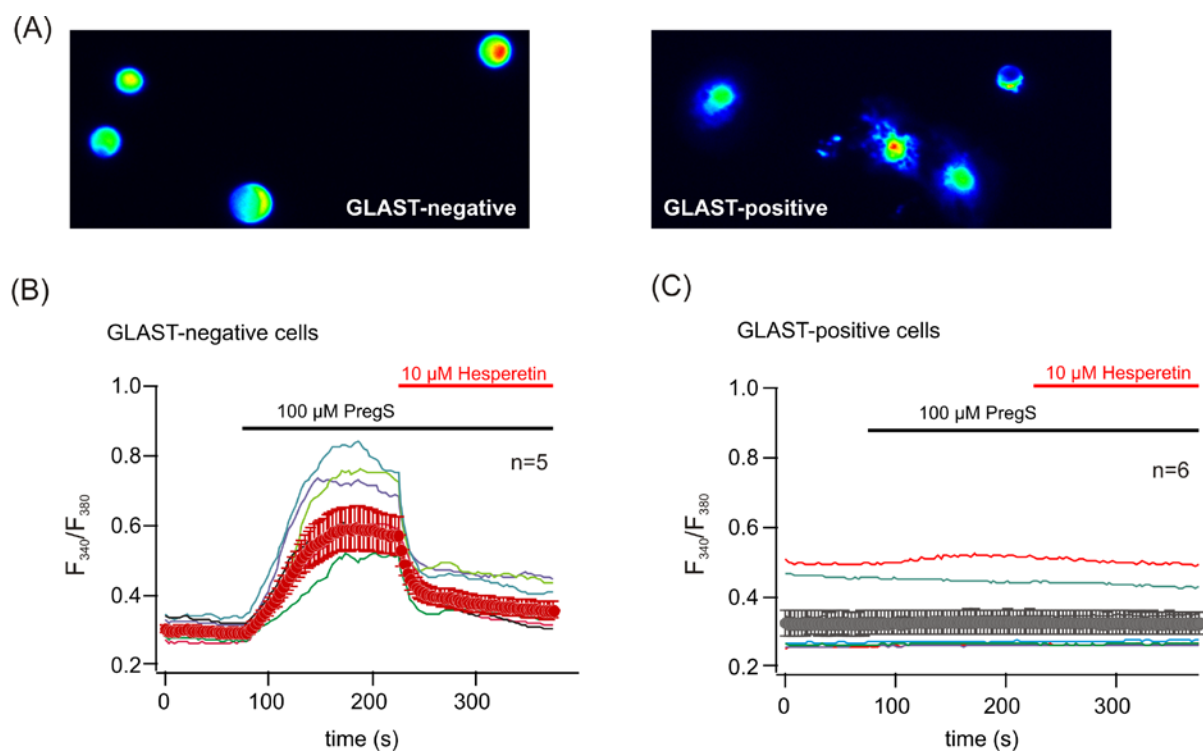 (A)
GLAST-negative
GLAST-positive
(B)
GLAST-negative cells
10 µM Hesperetin
100 µM PregS
n=5
F340/F380
1.0
0.8
0.6
0.4
0.2
0
100
200
300
time (s)
(C)
GLAST-positive cells
10 µM Hesperetin
100 µM PregS
n=6
F340/F380
1.0
0.8
0.6
0.4
0.2
0
100
200
300
time (s)